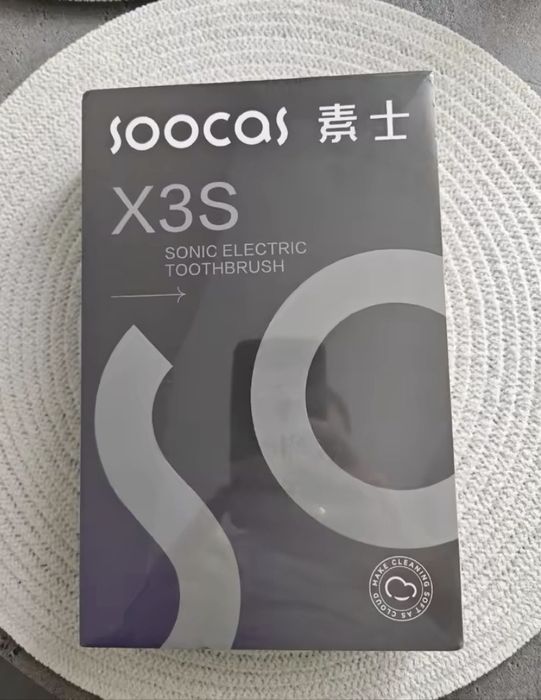 soocas 素士
X3S
SONIC ELECTRIC
TOOTHBRUSH
MAKE CLEANING SOFT AS CLOUD